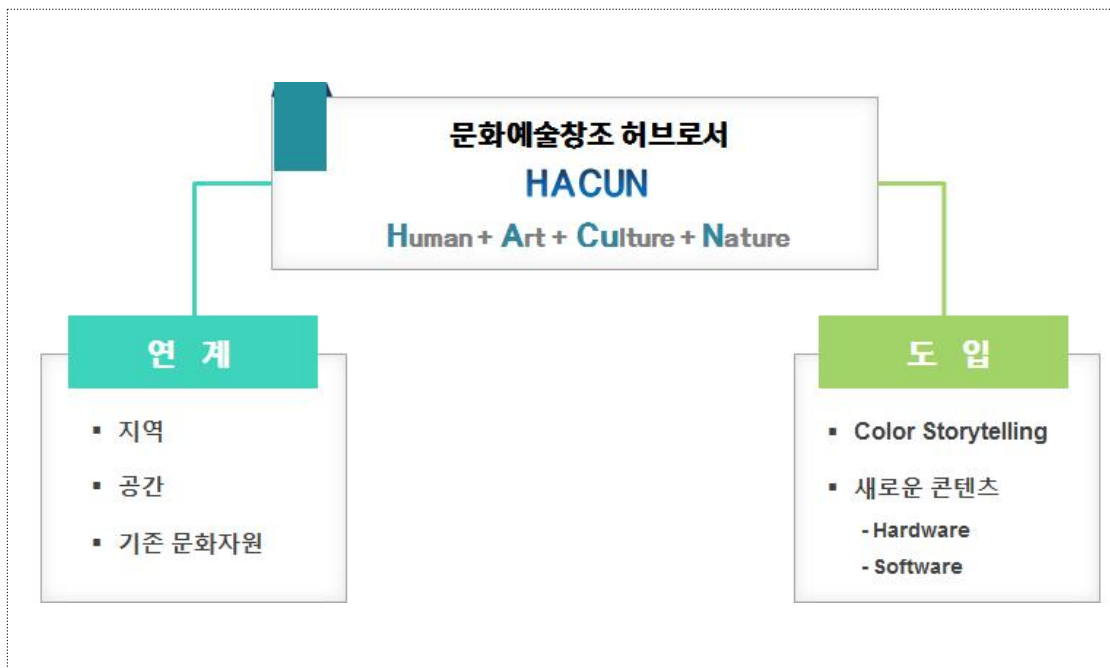 문화예술창조 허브로서
HACUN
Human + Art + Culture + Nature
연 계
▪ 지역
▪ 공간
▪ 기존 문화자원
도 입
▪ Color Storytelling
▪ 새로운 콘텐츠
- Hardware
- Software